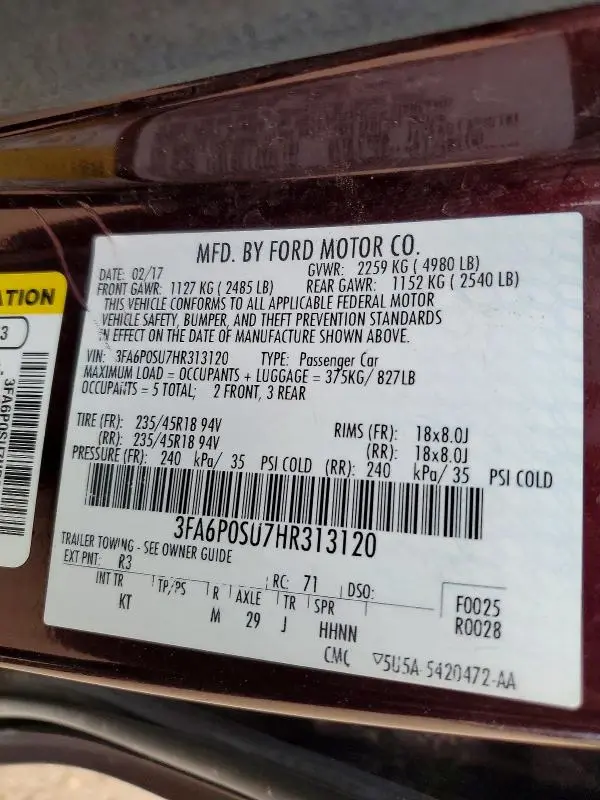 MFD. BY FORD MOTOR CO.
DATE: 02/17 GVWR: 2259 KG ( 4980 LB)
FRONT GAWR: 1127 KG ( 2485 LB) REAR GAWR: 1152 KG ( 2540 LB)
THIS VEHICLE CONFORMS TO ALL APPLICABLE FEDERAL MOTOR
VEHICLE SAFETY, BUMPER, AND THEFT PREVENTION STANDARDS
IN EFFECT ON THE DATE OF MANUFACTURE SHOWN ABOVE.
VIN: 3FA6P0SU7HR313120 TYPE: Passenger Car
MAXIMUM LOAD = OCCUPANTS + LUGGAGE = 375KG/ 827LB
OCCUPANTS = 5 TOTAL; 2 FRONT, 3 REAR
TIRE (FR): 235/45R18 94V RIMS (FR): 18x8.0J
(RR): 235/45R18 94V (RR): 18x8.0J
PRESSURE (FR): 240 kPa/ 35 PSI COLD (RR): 240 kPa/ 35 PSI COLD
3FA6P0SU7HR313120
TRAILER TOWING - SEE OWNER GUIDE
EXT PNT: R3 RC: 71 DSO:
INT TR TP/PS R AXLE TR SPR
KT M 29 J HHNN
F0025
R0028
CMC 5U5A-5420472-AA
ATION
3
3FA6P0SU7H